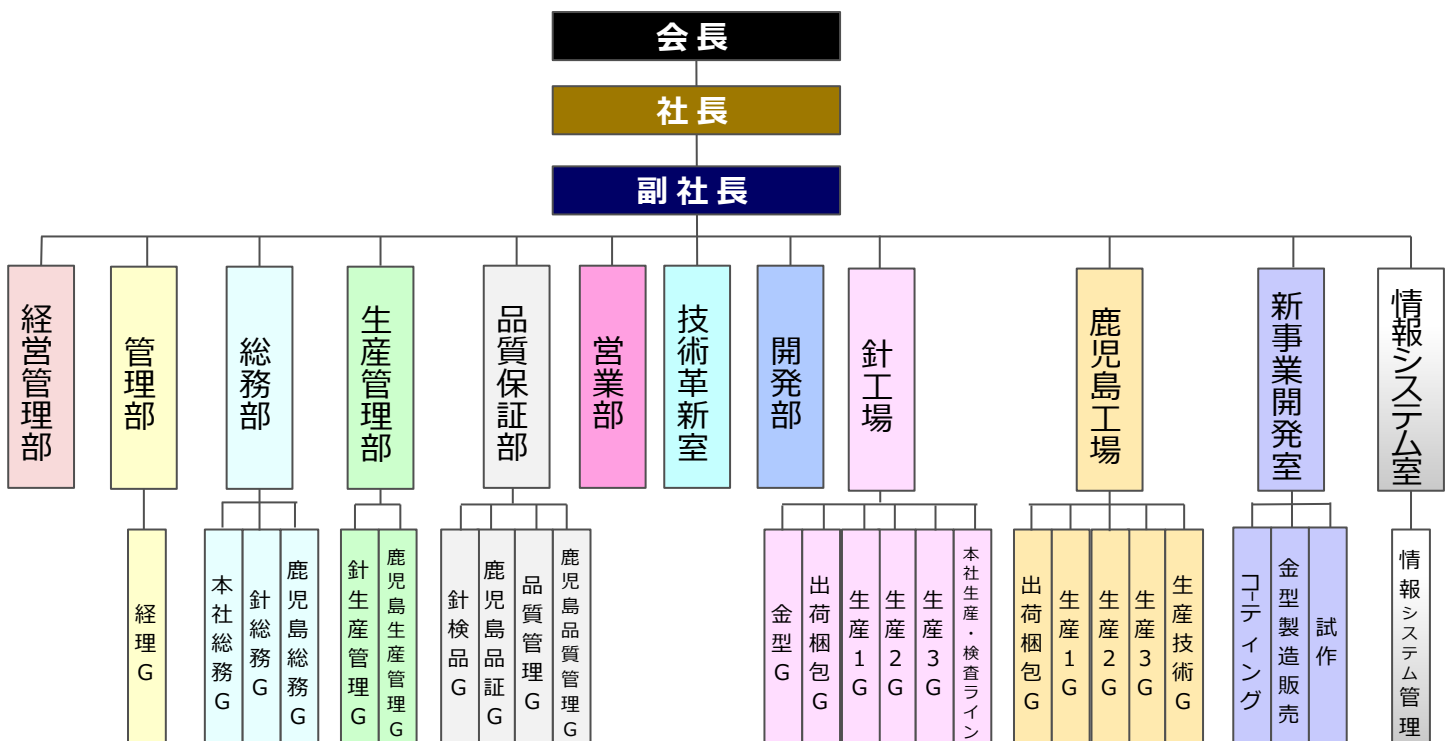 会長
社長
副社長
経営管理部
管理部
総務部
生産管理部
品質保証部
営業部
技術革新室
開発部
針工場
鹿児島工場
新事業開発室
情報システム室
経理G
本社総務G
針総務G
鹿児島総務G
針生産管理G
鹿児島生産管理G
針検品G
鹿児島品証G
品質管理G
鹿児島品質管理G
金型G
出荷梱包G
生産1G
生産2G
生産3G
本社生産・検査ライン
出荷梱包G
生産1G
生産2G
生産3G
生産技術G
コーティング
金型製造販売
試作
情報システム管理